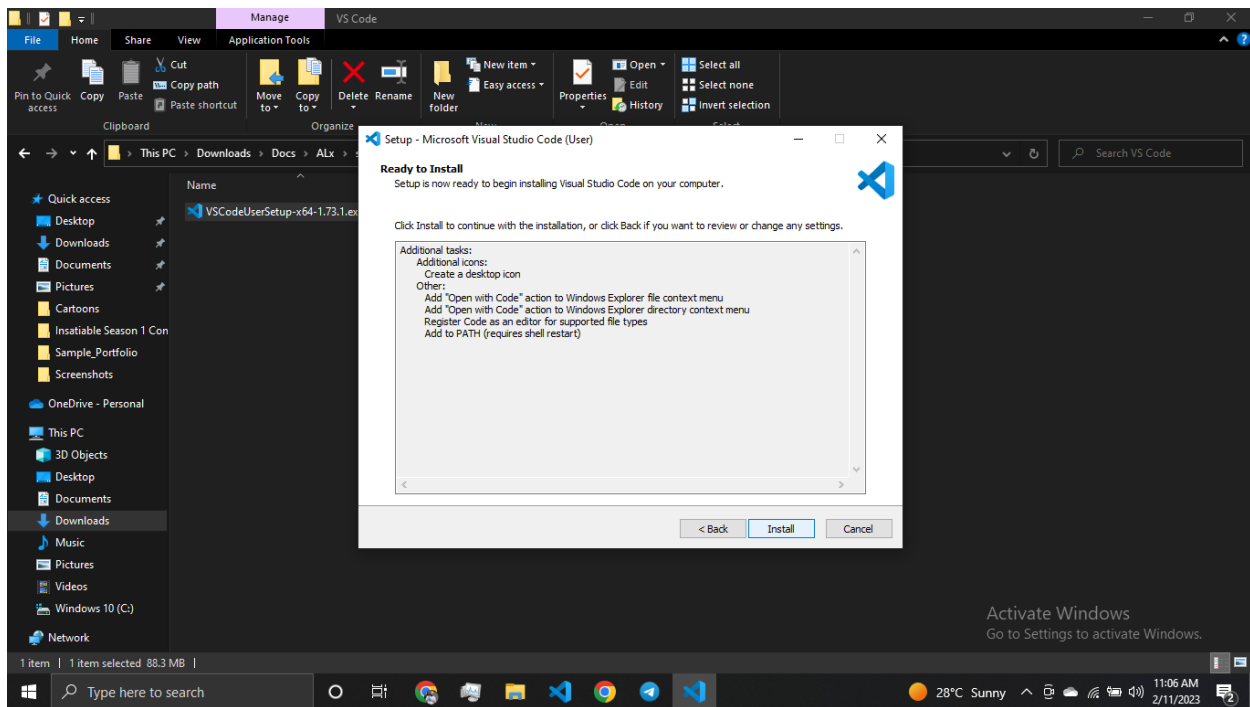 Manage
VS Code
File
Home
Share
View
Application Tools
Pin to Quick access
Copy
Paste
Cut
Copy path
Paste shortcut
Clipboard
Move to
Copy to
Delete
Rename
Organize
New folder
New item
Easy access
New
Properties
Open
Edit
History
Open
Select all
Select none
Invert selection
Select
This PC > Downloads > Docs > ALx >
Search VS Code
Quick access
Desktop
Downloads
Documents
Pictures
Cartoons
Insatiable Season 1 Con
Sample_Portfolio
Screenshots
OneDrive - Personal
This PC
3D Objects
Desktop
Documents
Downloads
Music
Pictures
Videos
Windows 10 (C:)
Network
Name
VSCodeUserSetup-x64-1.73.1.ex
Setup - Microsoft Visual Studio Code (User)
Ready to Install
Setup is now ready to begin installing Visual Studio Code on your computer.
Click Install to continue with the installation, or click Back if you want to review or change any settings.
Additional tasks:
Additional icons:
Create a desktop icon
Other:
Add "Open with Code" action to Windows Explorer file context menu
Add "Open with Code" action to Windows Explorer directory context menu
Register Code as an editor for supported file types
Add to PATH (requires shell restart)
< Back
Install
Cancel
Activate Windows
Go to Settings to activate Windows.
1 item
1 item selected 88.3 MB
Type here to search
28°C Sunny
11:06 AM
2/11/2023
2